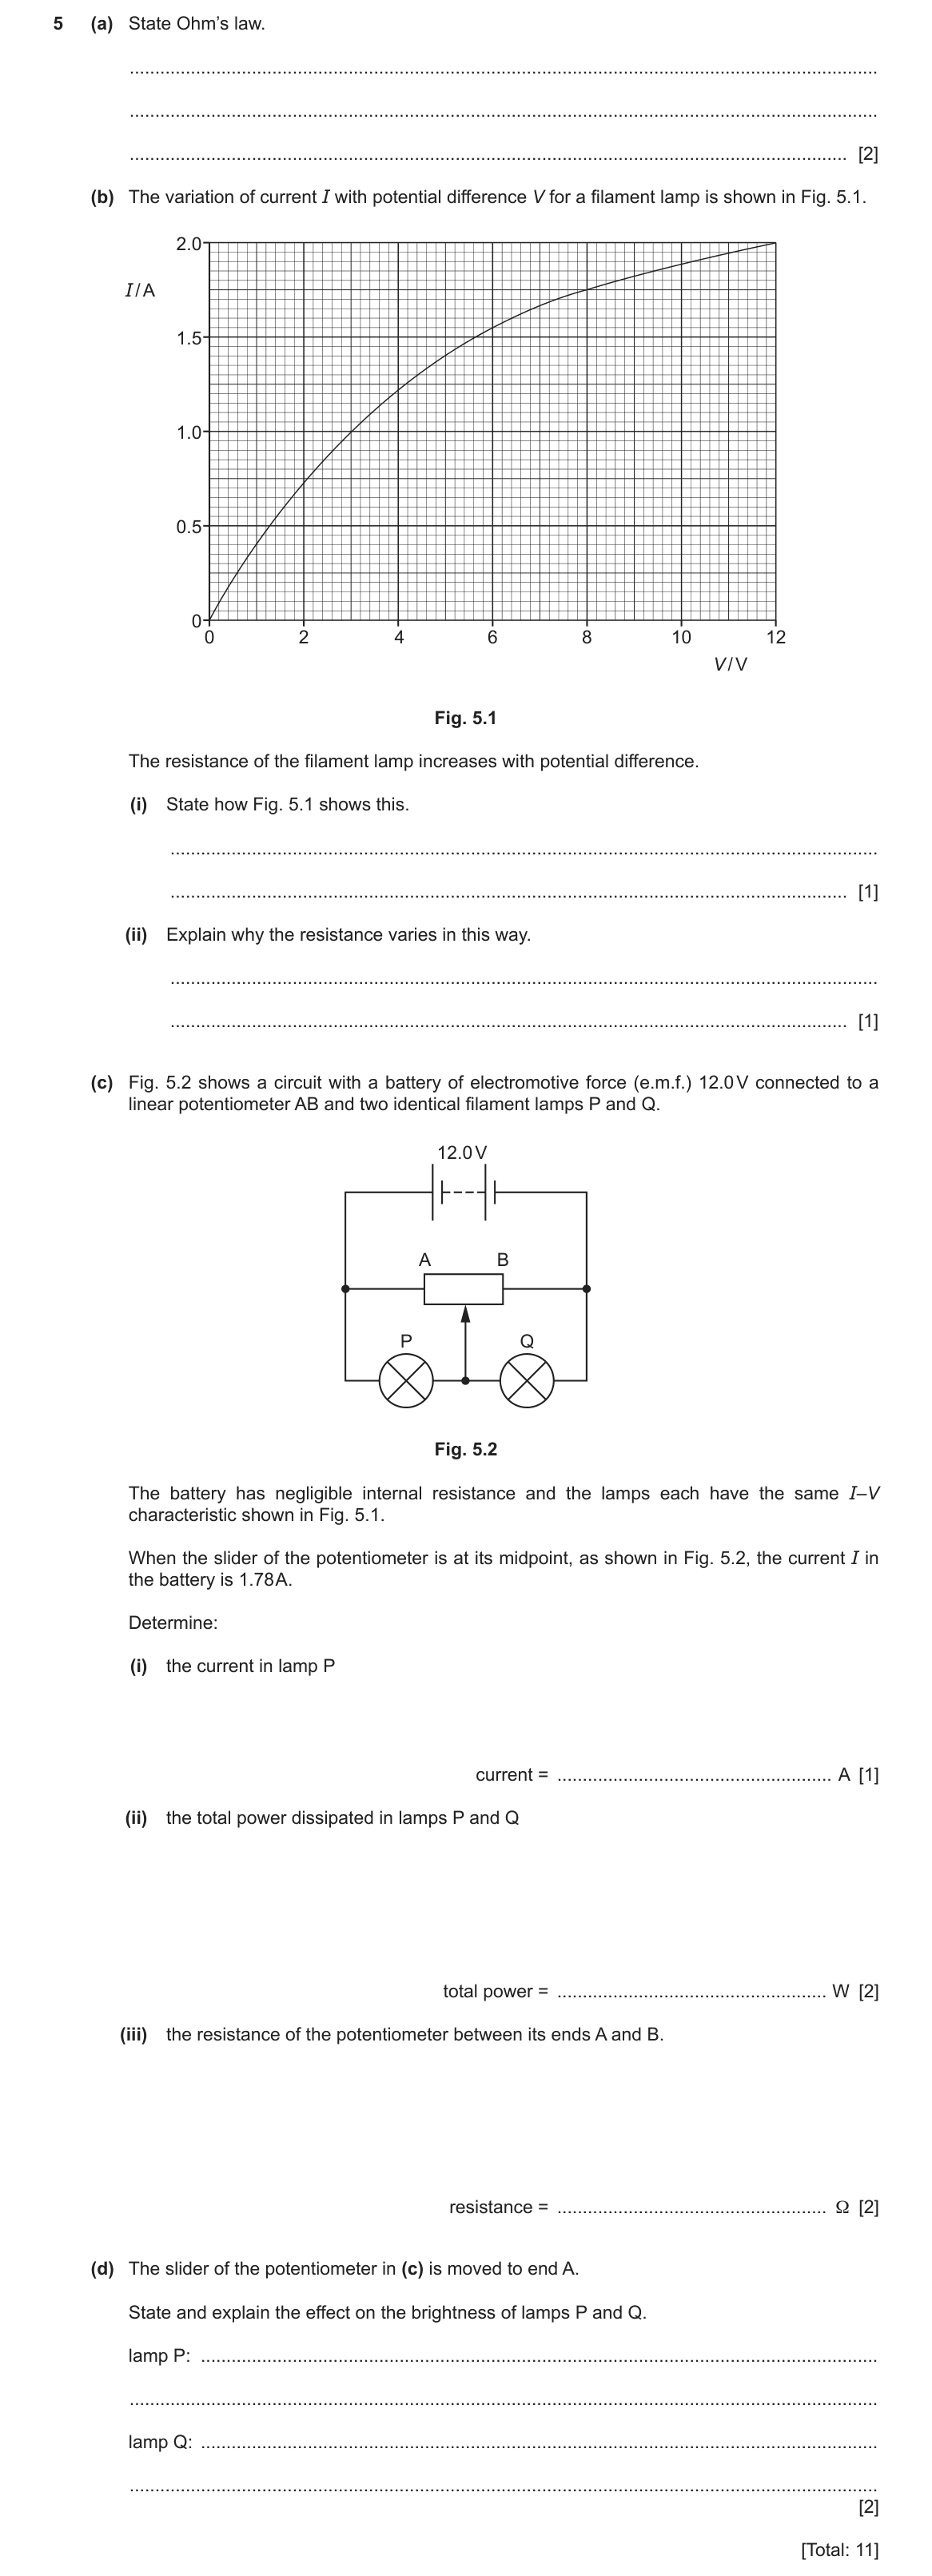 5 (a) State Ohm's law.
................................................................................
................................................................................
................................................................................ [2]
(b) The variation of current I with potential difference V for a filament lamp is shown in Fig. 5.1.
2.0
I/A
1.5
1.0
0.5
0
0 2 4 6 8 10 12
V/V
Fig. 5.1
The resistance of the filament lamp increases with potential difference.
(i) State how Fig. 5.1 shows this.
................................................................................
................................................................................ [1]
(ii) Explain why the resistance varies in this way.
................................................................................
................................................................................ [1]
(c) Fig. 5.2 shows a circuit with a battery of electromotive force (e.m.f.) 12.0V connected to a
linear potentiometer AB and two identical filament lamps P and Q.
12.0V
A B
P Q
Fig. 5.2
The battery has negligible internal resistance and the lamps each have the same I–V
characteristic shown in Fig. 5.1.
When the slider of the potentiometer is at its midpoint, as shown in Fig. 5.2, the current I in
the battery is 1.78A.
Determine:
(i) the current in lamp P
current = ...................................................... A [1]
(ii) the total power dissipated in lamps P and Q
total power = ..................................................... W [2]
(iii) the resistance of the potentiometer between its ends A and B.
resistance = ..................................................... Ω [2]
(d) The slider of the potentiometer in (c) is moved to end A.
State and explain the effect on the brightness of lamps P and Q.
lamp P: ................................................................................
................................................................................
lamp Q: ................................................................................
................................................................................
[2]
[Total: 11]